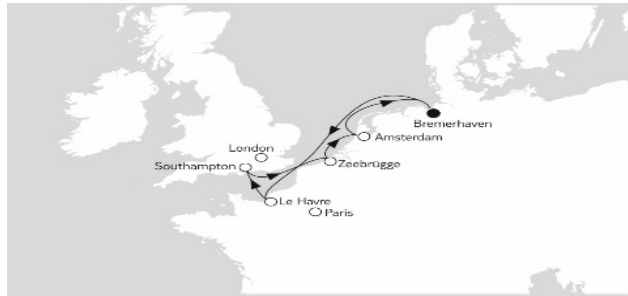 Bremerhaven
Amsterdam
London
Southampton
Zeebrügge
Le Havre
Paris